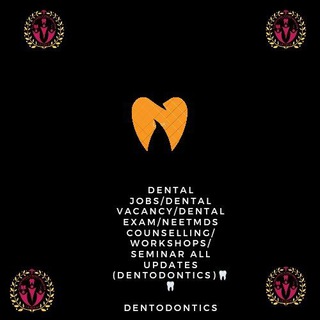 DENTAL
JOBS/DENTAL
VACANCY/DENTAL
EXAM/NEETMDS
COUNSELLING/
WORKSHOPS/
SEMINAR ALL
UPDATES
(DENTODONTICS)🦷
🦷
DENTODONTICS